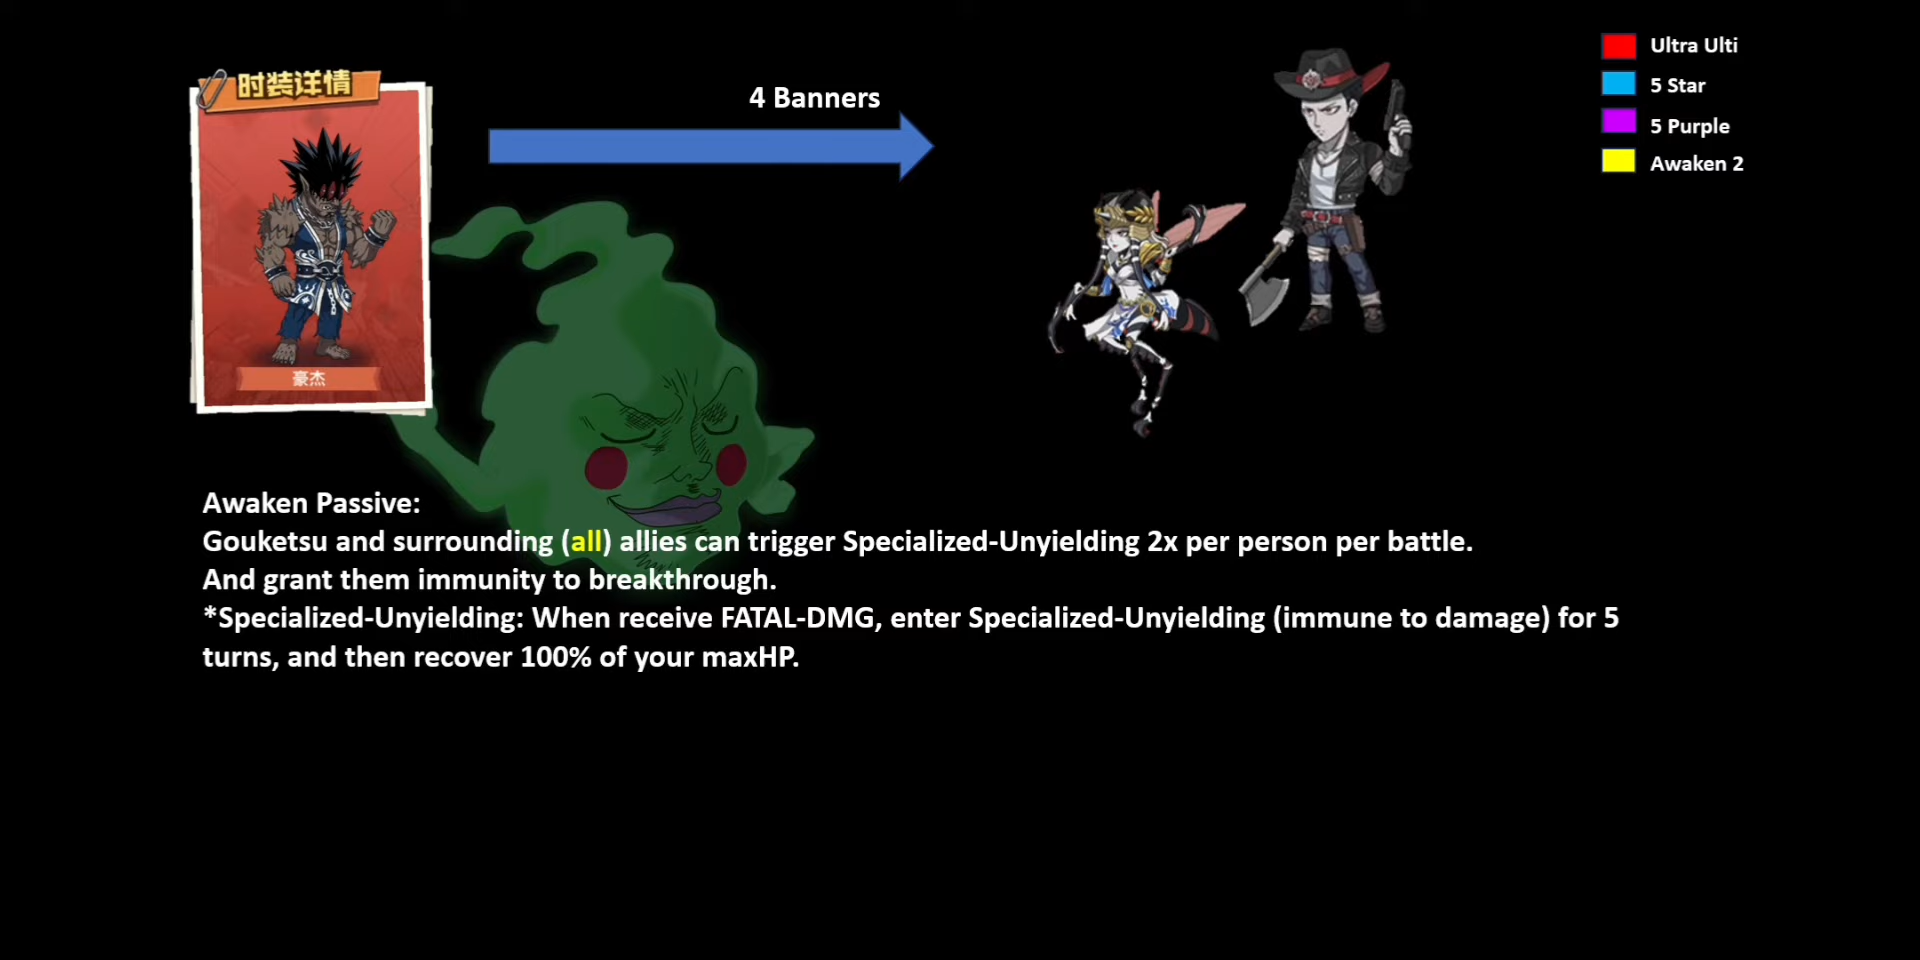 时装详情
豪杰
4 Banners
Ultra Ulti
5 Star
5 Purple
Awaken 2
Awaken Passive:
Gouketsu and surrounding (all) allies can trigger Specialized-Unyielding 2x per person per battle.
And grant them immunity to breakthrough.
*Specialized-Unyielding: When receive FATAL-DMG, enter Specialized-Unyielding (immune to damage) for 5
turns, and then recover 100% of your maxHP.